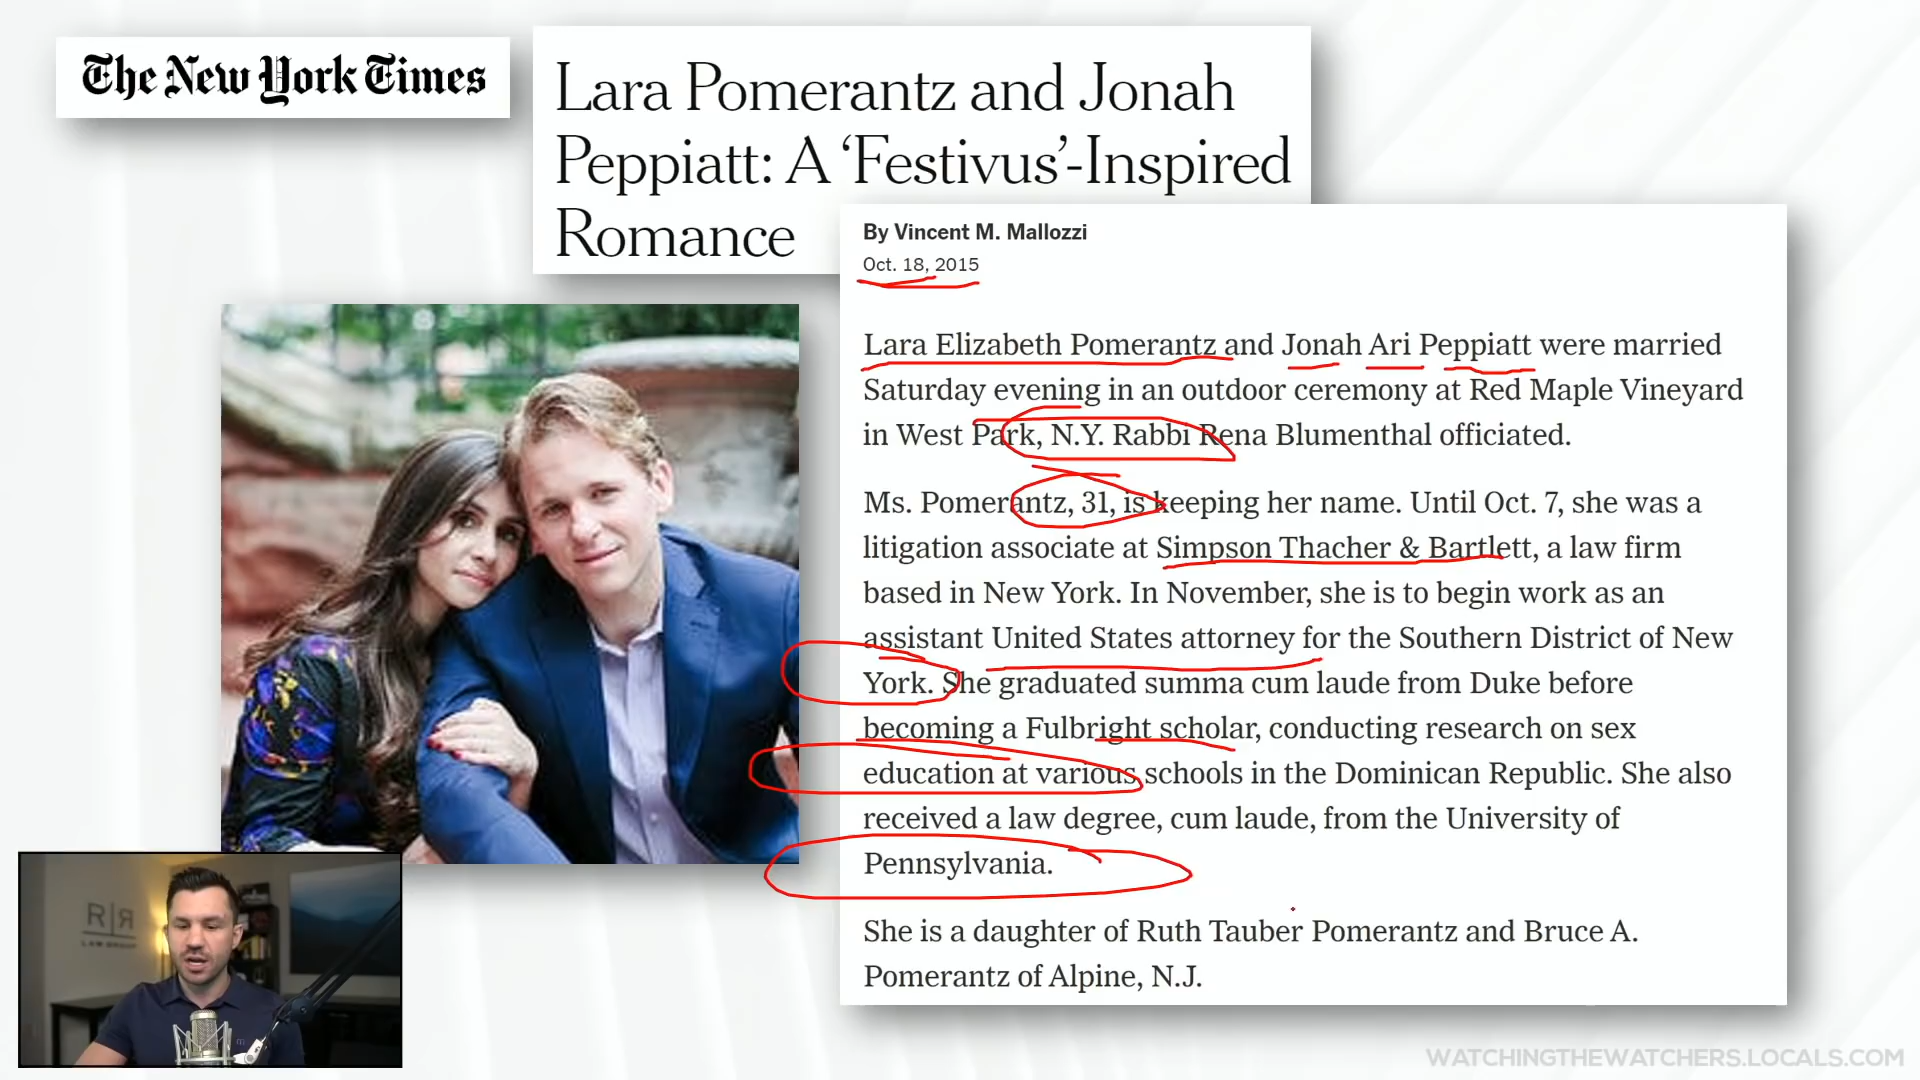 The New York Times
Lara Pomerantz and Jonah
Peppiatt: A ‘Festivus’-Inspired
Romance
By Vincent M. Mallozzi
Oct. 18, 2015
Lara Elizabeth Pomerantz and Jonah Ari Peppiatt were married
Saturday evening in an outdoor ceremony at Red Maple Vineyard
in West Park, N.Y. Rabbi Rena Blumenthal officiated.
Ms. Pomerantz, 31, is keeping her name. Until Oct. 7, she was a
litigation associate at Simpson Thacher & Bartlett, a law firm
based in New York. In November, she is to begin work as an
assistant United States attorney for the Southern District of New
York. She graduated summa cum laude from Duke before
becoming a Fulbright scholar, conducting research on sex
education at various schools in the Dominican Republic. She also
received a law degree, cum laude, from the University of
Pennsylvania.
She is a daughter of Ruth Tauber Pomerantz and Bruce A.
Pomerantz of Alpine, N.J.
R|R
LAW GROUP
WATCHINGTHEWATCHERS.LOCALS.COM